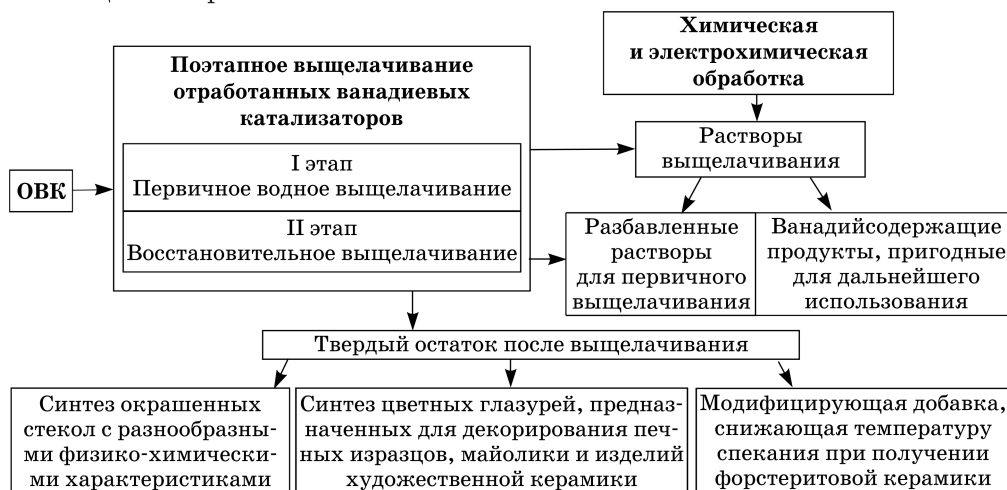 Химическая
и электрохимическая
обработка
Поэтапное выщелачивание
отработанных ванадиевых
катализаторов
Растворы
выщелачивания
I этап
Первичное водное выщелачивание
ОВК
II этап
Восстановительное выщелачивание
Разбавленные
растворы
для первичного
выщелачивания
Ванадийсодержащие
продукты, пригодные
для дальнейшего
использования
Твердый остаток после выщелачивания
Синтез окрашенных
стекол с разнообразны-
ми физико-химически-
ми характеристиками
Синтез цветных глазурей, предназ-
наченных для декорирования печ-
ных изразцов, майолики и изделий
художественной керамики
Модифицирующая добавка,
снижающая температуру
спекания при получении
форстеритовой керамики